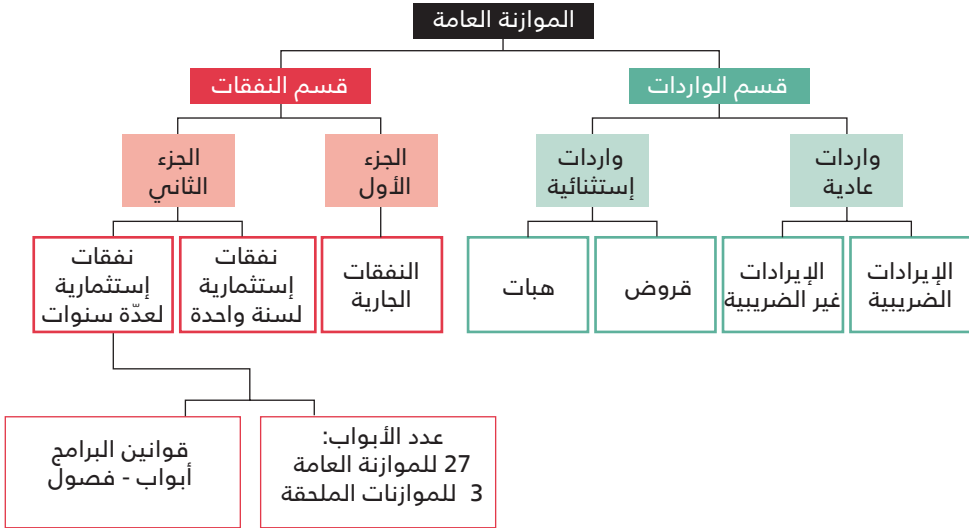 الموازنة العامة
قسم الواردات
قسم النفقات
واردات
عادية
واردات
إستثنائية
الجزء
الأول
الجزء
الثاني
الإيرادات
الضريبية
الإيرادات
غير الضريبية
قروض
هبات
النفقات
الجارية
نفقات
إستثمارية
لسنة واحدة
نفقات
إستثمارية
لعدّة سنوات
عدد الأبواب:
27 للموازنة العامة
3 للموازنات الملحقة
قوانين البرامج
أبواب - فصول